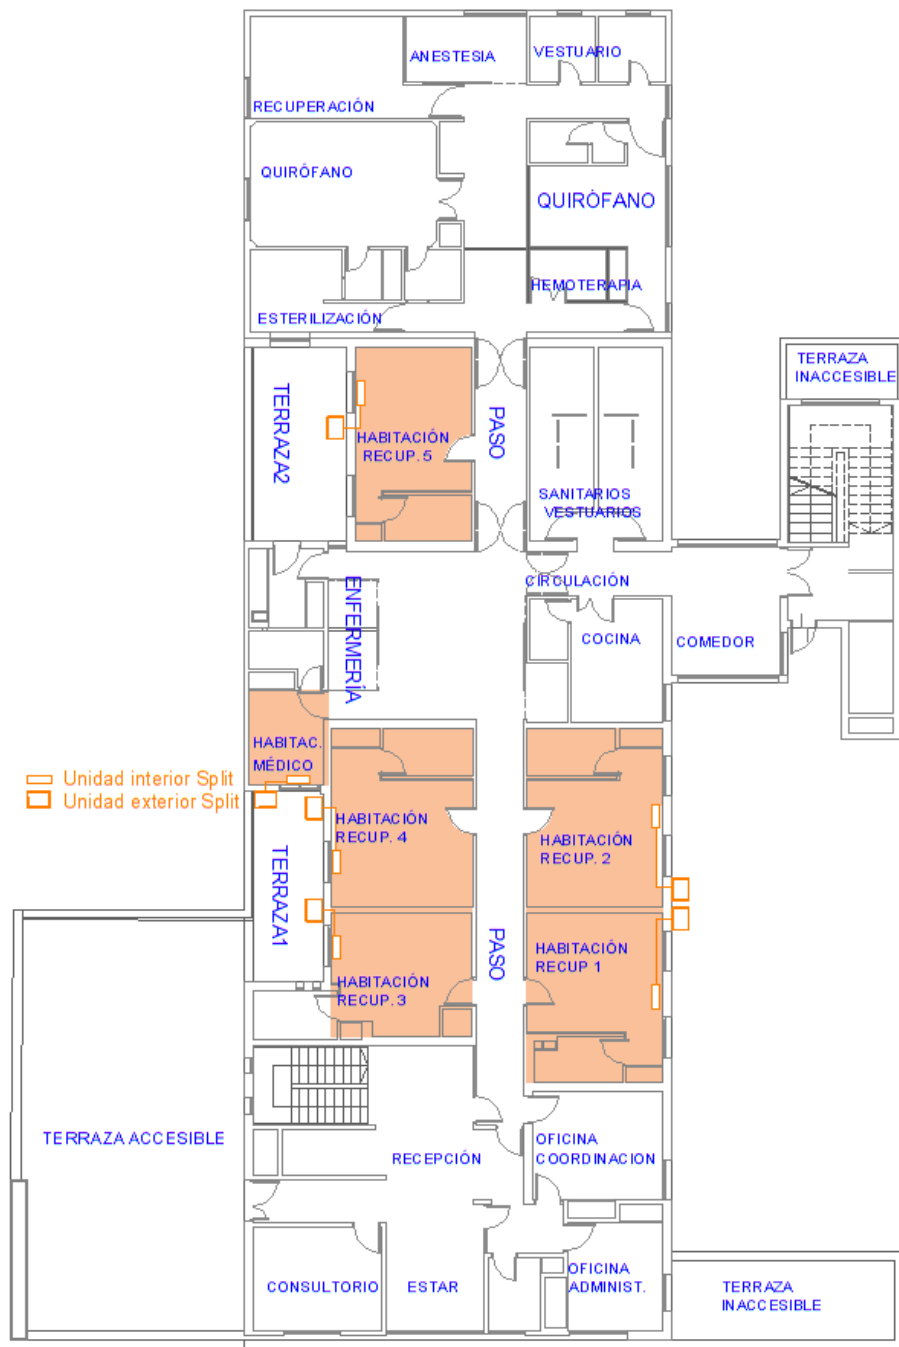 ANESTESIA
VESTUARIO
RECUPERACIÓN
QUIRÓFANO
QUIRÓFANO
HEMOTERAPIA
ESTERILIZACIÓN
TERRAZA
INACCESIBLE
TERRAZA2
HABITACIÓN
RECUP. 5
PASO
SANITARIOS
VESTUARIOS
ENFERMERÍA
CIRCULACIÓN
COCINA
COMEDOR
HABITAC.
MÉDICO
Unidad interior Split
Unidad exterior Split
HABITACIÓN
RECUP. 4
HABITACIÓN
RECUP. 2
TERRAZA1
PASO
HABITACIÓN
RECUP. 3
HABITACIÓN
RECUP 1
TERRAZA ACCESIBLE
RECEPCIÓN
OFICINA
COORDINACION
CONSULTORIO
ESTAR
OFICINA
ADMINIST.
TERRAZA
INACCESIBLE